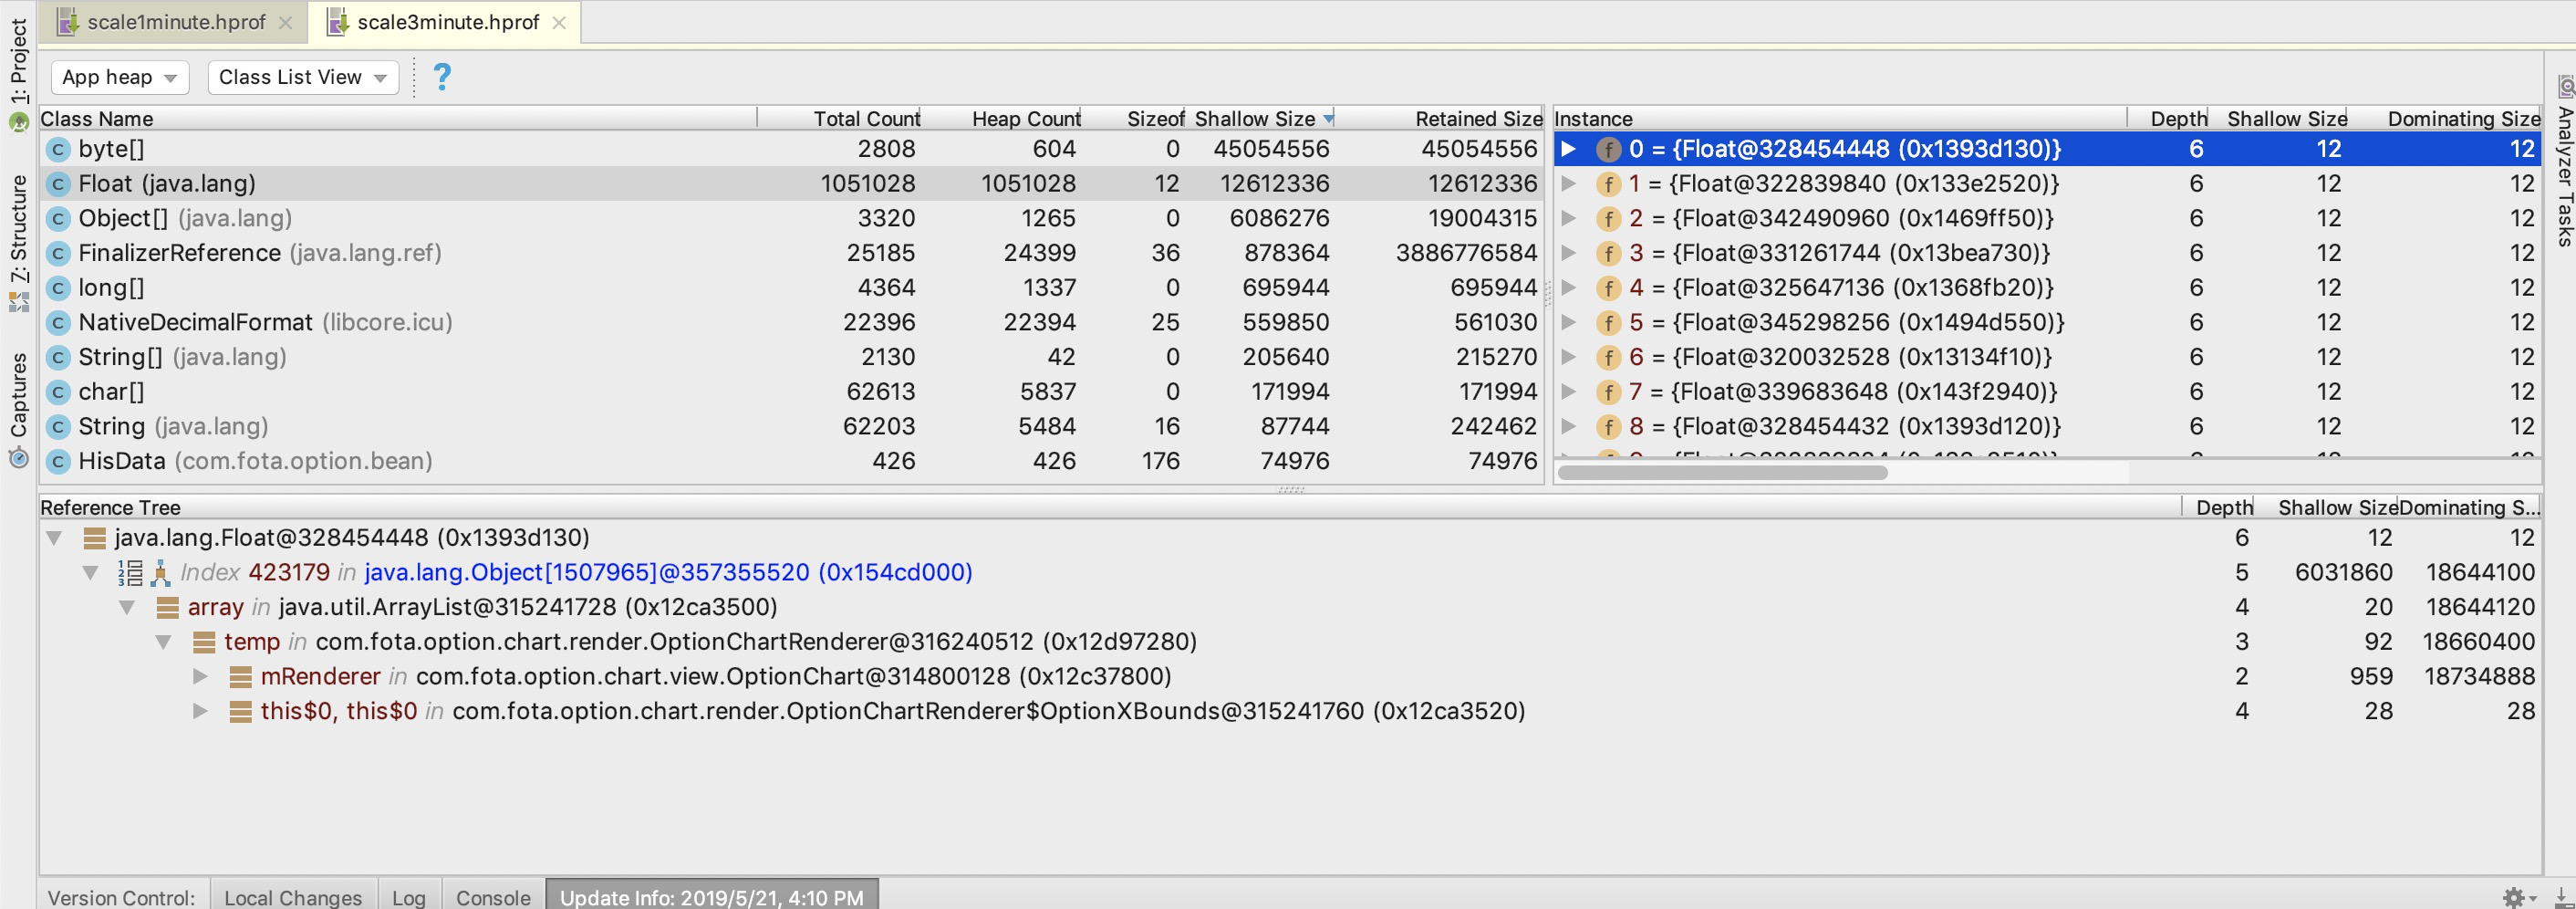 scale1minute.hprof scale3minute.hprof
1: Project
Z: Structure
Captures
Analyzer Tasks
App heap Class List View ?
Class Name Total Count Heap Count Sizeof Shallow Size Retained Size
byte[] 2808 604 0 45054556 45054556
Float (java.lang) 1051028 1051028 12 12612336 12612336
Object[] (java.lang) 3320 1265 0 6086276 19004315
FinalizerReference (java.lang.ref) 25185 24399 36 878364 3886776584
long[] 4364 1337 0 695944 695944
NativeDecimalFormat (libcore.icu) 22396 22394 25 559850 561030
String[] (java.lang) 2130 42 0 205640 215270
char[] 62613 5837 0 171994 171994
String (java.lang) 62203 5484 16 87744 242462
HisData (com.fota.option.bean) 426 426 176 74976 74976
Instance Depth Shallow Size Dominating Size
0 = {Float@328454448 (0x1393d130)} 6 12 12
1 = {Float@322839840 (0x133e2520)} 6 12 12
2 = {Float@342490960 (0x1469ff50)} 6 12 12
3 = {Float@331261744 (0x13bea730)} 6 12 12
4 = {Float@325647136 (0x1368fb20)} 6 12 12
5 = {Float@345298256 (0x1494d550)} 6 12 12
6 = {Float@320032528 (0x13134f10)} 6 12 12
7 = {Float@339683648 (0x143f2940)} 6 12 12
8 = {Float@328454432 (0x1393d120)} 6 12 12
Reference Tree Depth Shallow Size Dominating S...
java.lang.Float@328454448 (0x1393d130) 6 12 12
Index 423179 in java.lang.Object[1507965]@357355520 (0x154cd000) 5 6031860 18644100
array in java.util.ArrayList@315241728 (0x12ca3500) 4 20 18644120
temp in com.fota.option.chart.render.OptionChartRenderer@316240512 (0x12d97280) 3 92 18660400
mRenderer in com.fota.option.chart.view.OptionChart@314800128 (0x12c37800) 2 959 18734888
this$0, this$0 in com.fota.option.chart.render.OptionChartRenderer$OptionXBounds@315241760 (0x12ca3520) 4 28 28
Version Control: Local Changes Log Console Update Info: 2019/5/21, 4:10 PM